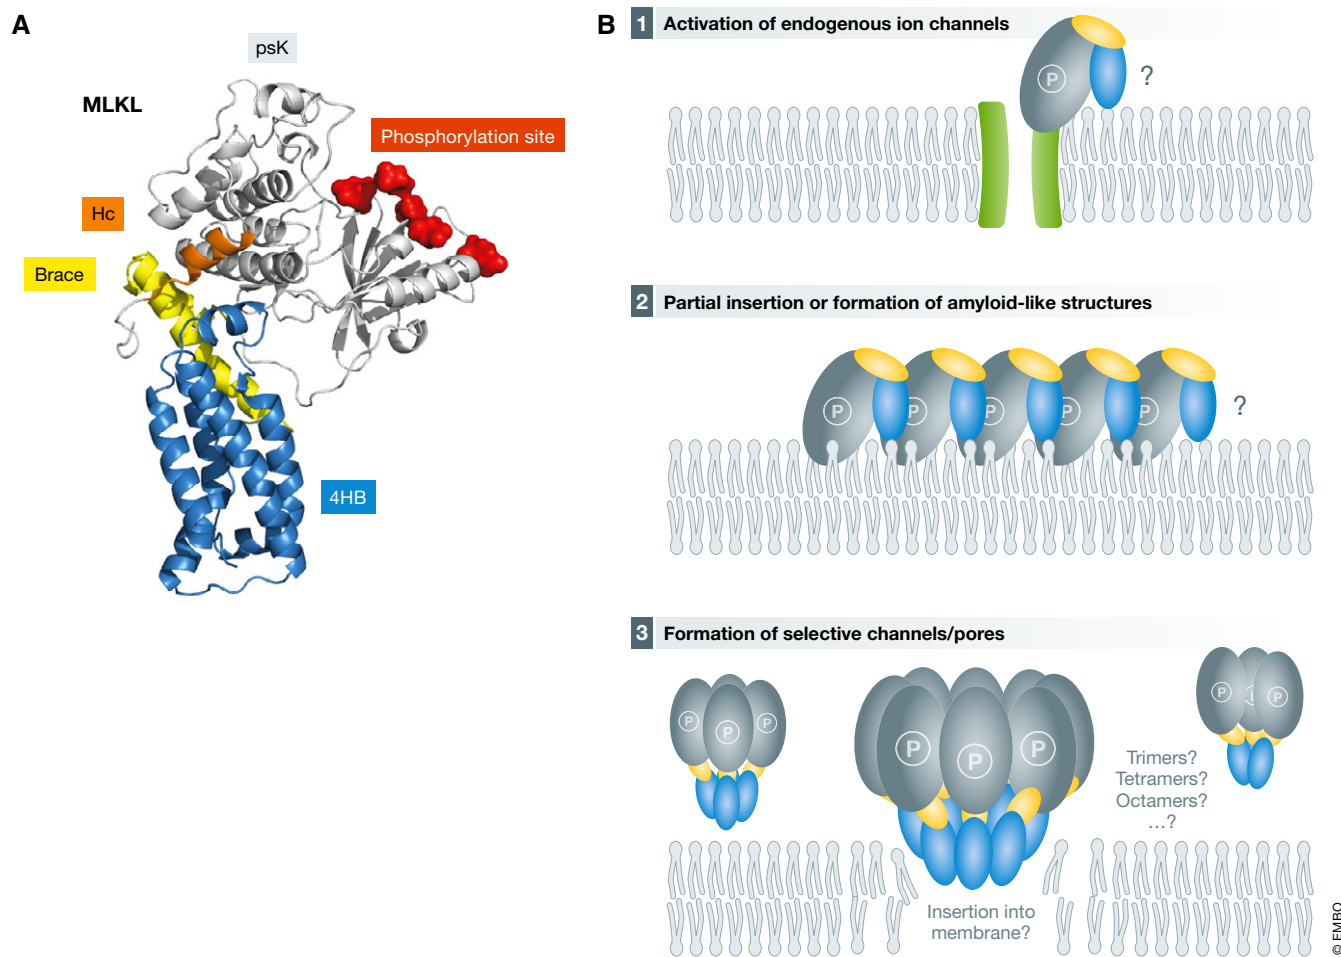 A
psK
MLKL
Phosphorylation site
Hc
Brace
4HB
B
1 Activation of endogenous ion channels
P
?
2 Partial insertion or formation of amyloid-like structures
P P P P P
?
3 Formation of selective channels/pores
P P P
P P P
P P
Trimers?
Tetramers?
Octamers?
...?
Insertion into
membrane?
© EMBO